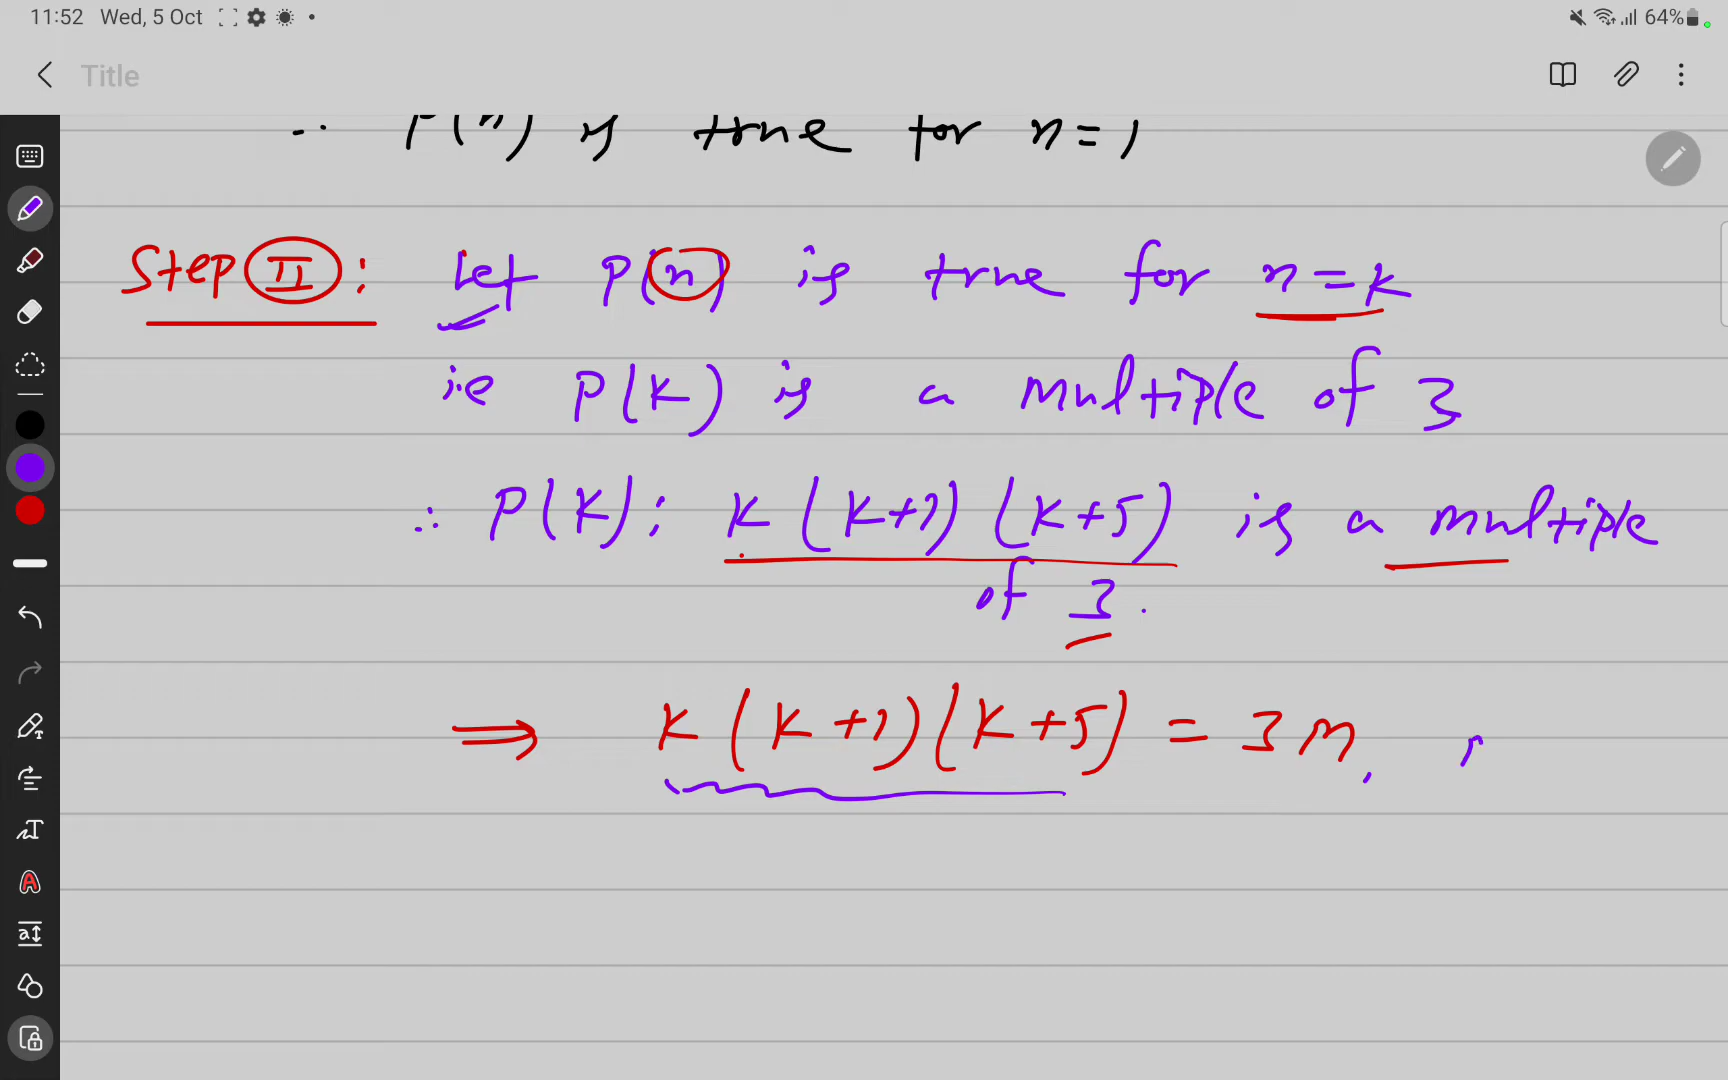 11:52 Wed, 5 Oct 64%
Title
∴ P(n) is true for n=1
Step II : Let P(n) is true for n=k
i.e P(k) is a multiple of 3
∴ P(k): k(k+1)(k+5) is a multiple
of 3.
⇒ k(k+1)(k+5) = 3m,